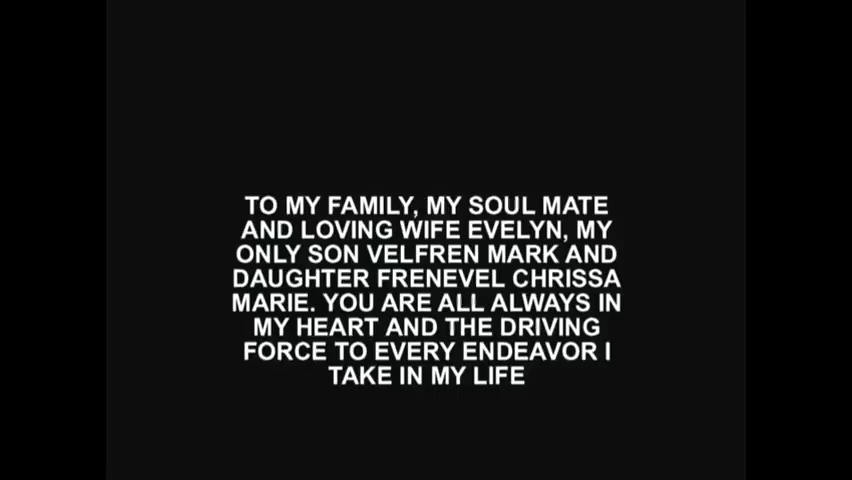 TO MY FAMILY, MY SOUL MATE
AND LOVING WIFE EVELYN, MY
ONLY SON VELFREN MARK AND
DAUGHTER FRENEVEL CHRISSA
MARIE. YOU ARE ALL ALWAYS IN
MY HEART AND THE DRIVING
FORCE TO EVERY ENDEAVOR I
TAKE IN MY LIFE